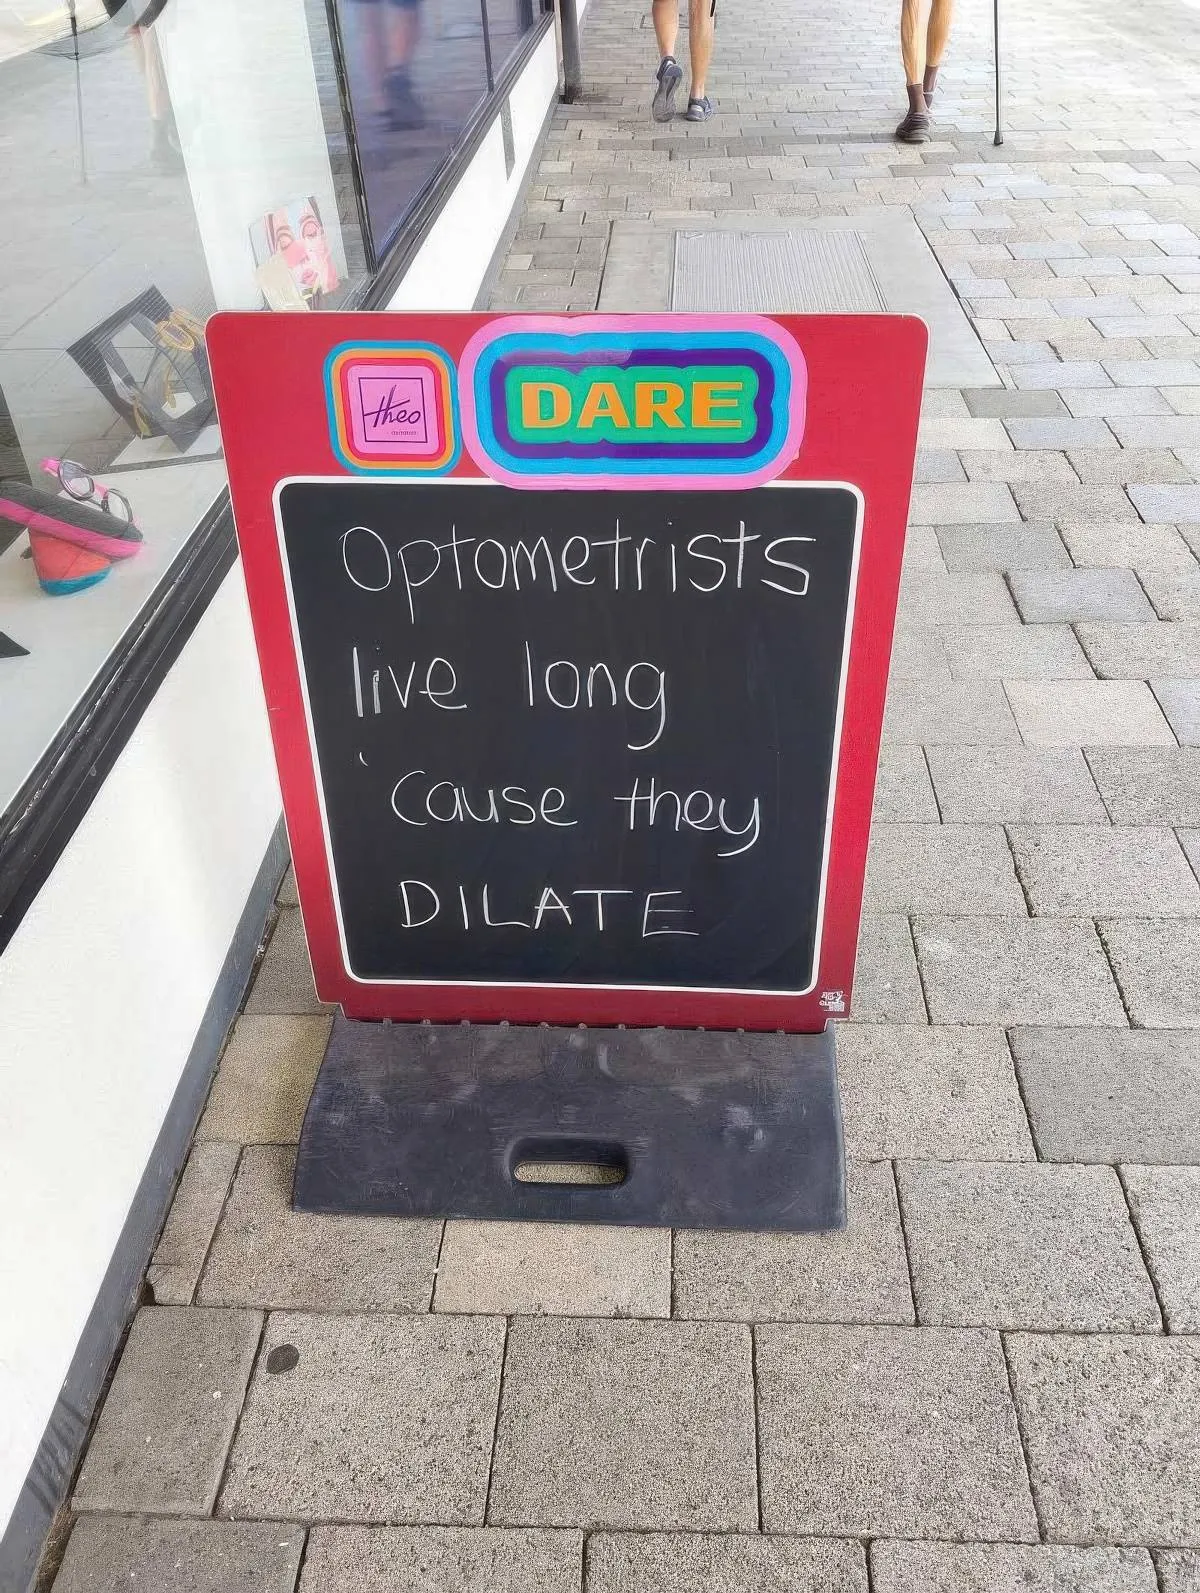 theo
DARE
Optometrists
live long
'cause they
DILATE